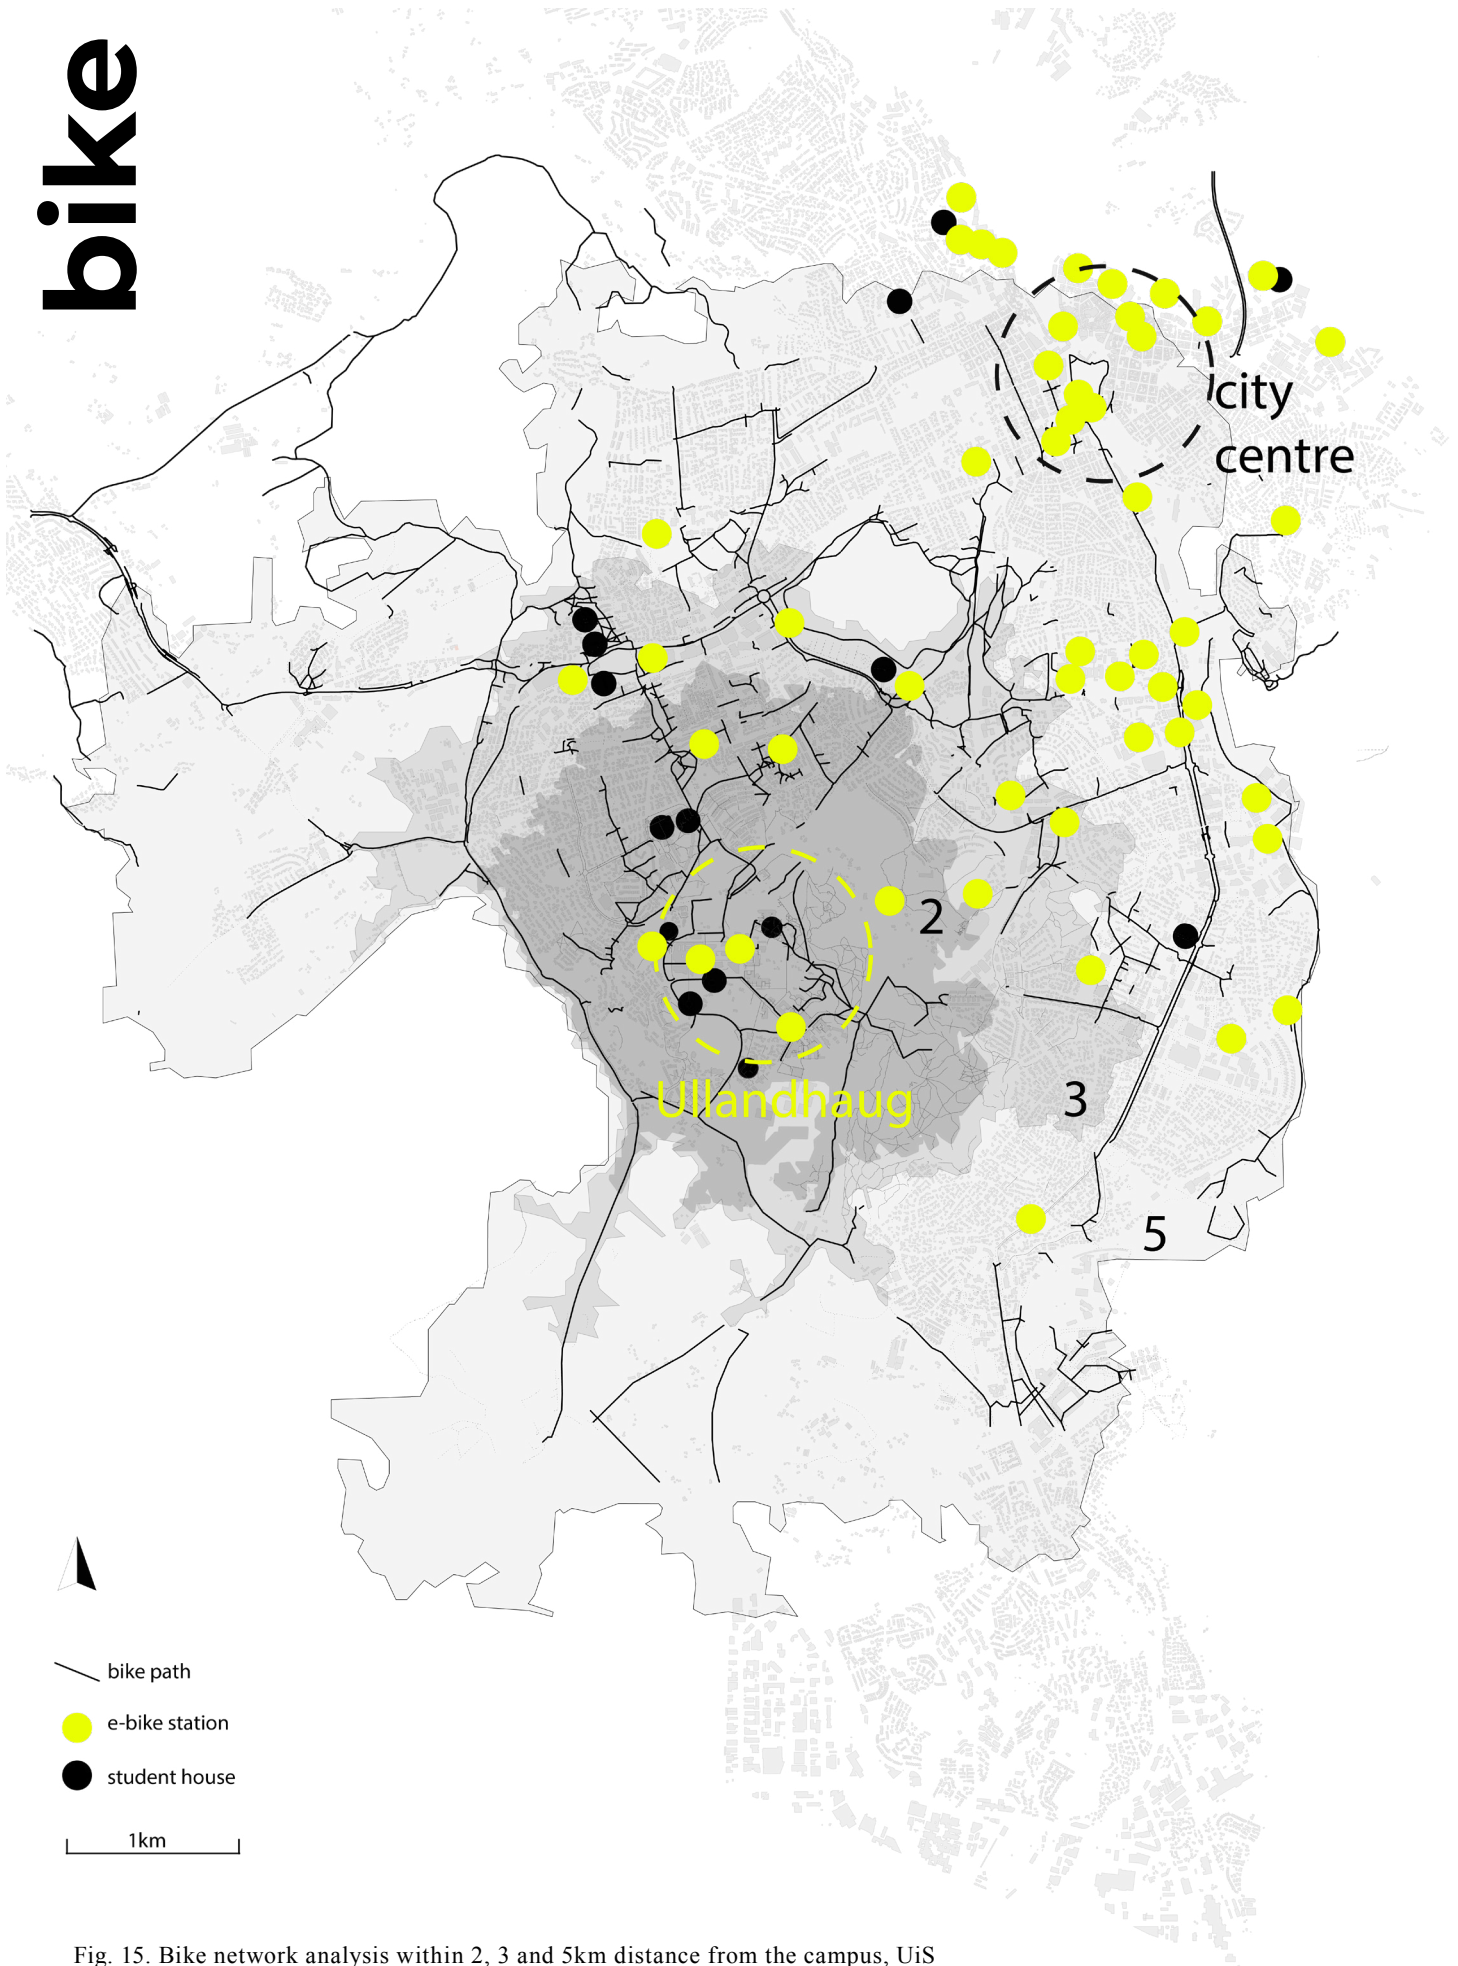 bike
city
centre
2
Ullandhaug
3
5
bike path
e-bike station
student house
1km
Fig. 15. Bike network analysis within 2, 3 and 5km distance from the campus, UiS